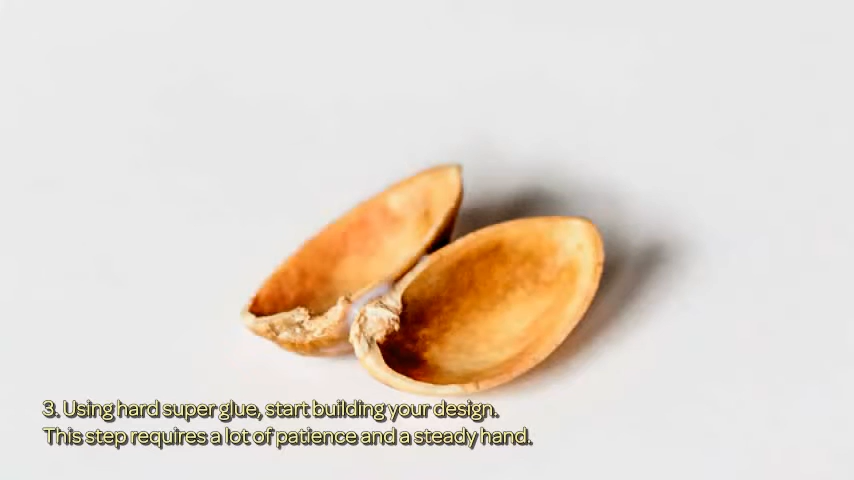 3. Using hard super glue, start building your design.
This step requires a lot of patience and a steady hand.